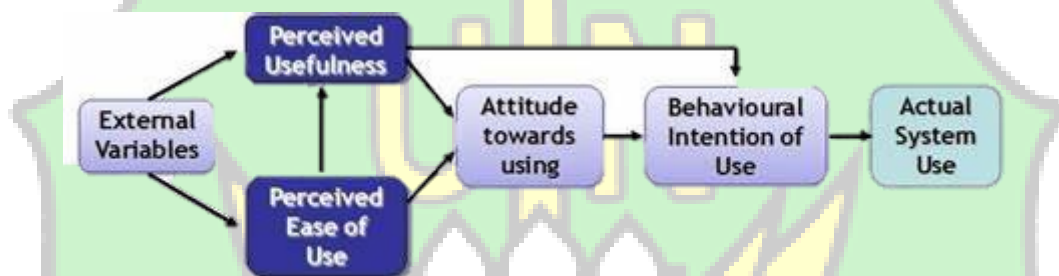 Perceived
Usefulness
External
Variables
Perceived
Ease of
Use
Attitude
towards
using
Behavioural
Intention of
Use
Actual
System
Use